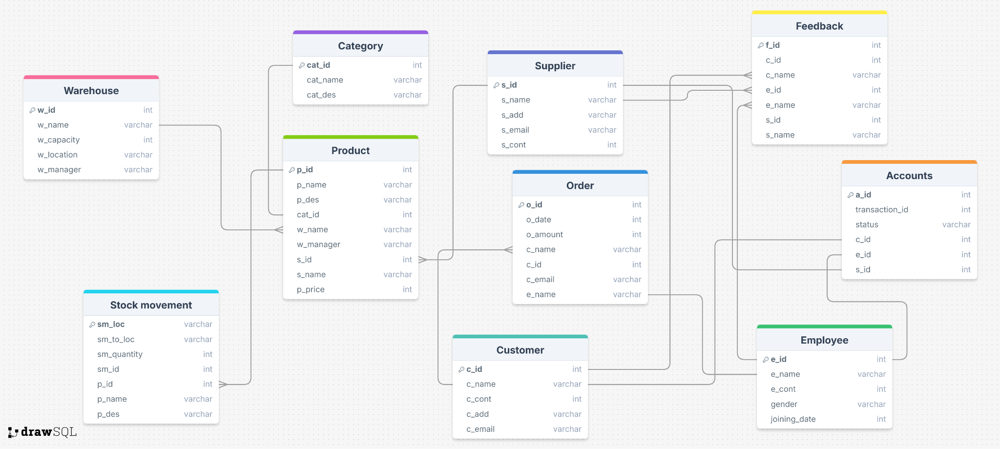 Warehouse
w_id int
w_name varchar
w_capacity int
w_location varchar
w_manager varchar
Category
cat_id int
cat_name varchar
cat_des varchar
Product
p_id int
p_name varchar
p_des varchar
cat_id int
w_name varchar
w_manager varchar
s_id int
s_name varchar
p_price int
Stock movement
sm_loc varchar
sm_to_loc varchar
sm_quantity int
sm_id int
p_id int
p_name varchar
p_des varchar
Supplier
s_id int
s_name varchar
s_add varchar
s_email varchar
s_cont int
Order
o_id int
o_date int
o_amount int
c_name varchar
c_id int
c_email varchar
e_name varchar
Customer
c_id int
c_name varchar
c_cont int
c_add varchar
c_email varchar
Feedback
f_id int
c_id int
c_name varchar
e_id int
e_name varchar
s_id int
s_name varchar
Accounts
a_id int
transaction_id int
status varchar
c_id int
e_id int
s_id int
Employee
e_id int
e_name varchar
e_cont int
gender varchar
joining_date int
drawSQL